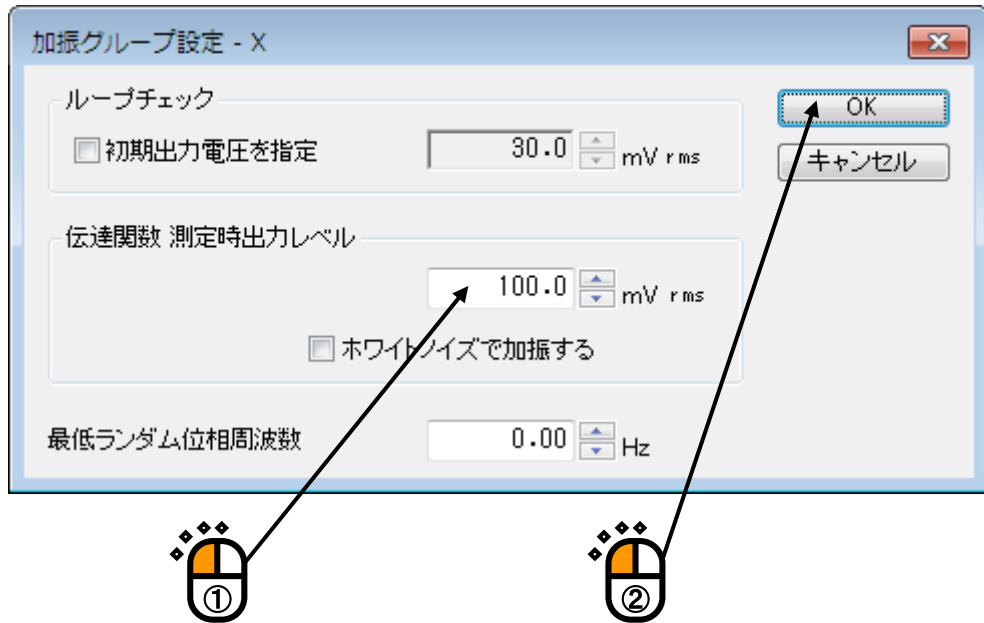 加振グループ設定 - X
ループチェック
初期出力電圧を指定 30.0 mV rms
OK
キャンセル
伝達関数 測定時出力レベル
100.0 mV rms
ホワイトノイズで加振する
最低ランダム位相周波数 0.00 Hz
① ②